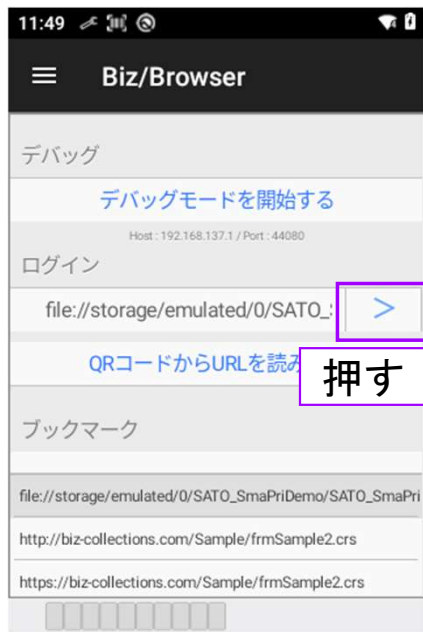 11:49
Biz/Browser
デバッグ
デバッグモードを開始する
Host : 192.168.137.1 / Port : 44080
ログイン
file://storage/emulated/0/SATO_ >
QRコードからURLを読み
押す
ブックマーク
file://storage/emulated/0/SATO_SmaPriDemo/SATO_SmaPri
http://biz-collections.com/Sample/frmSample2.crs
https://biz-collections.com/Sample/frmSample2.crs